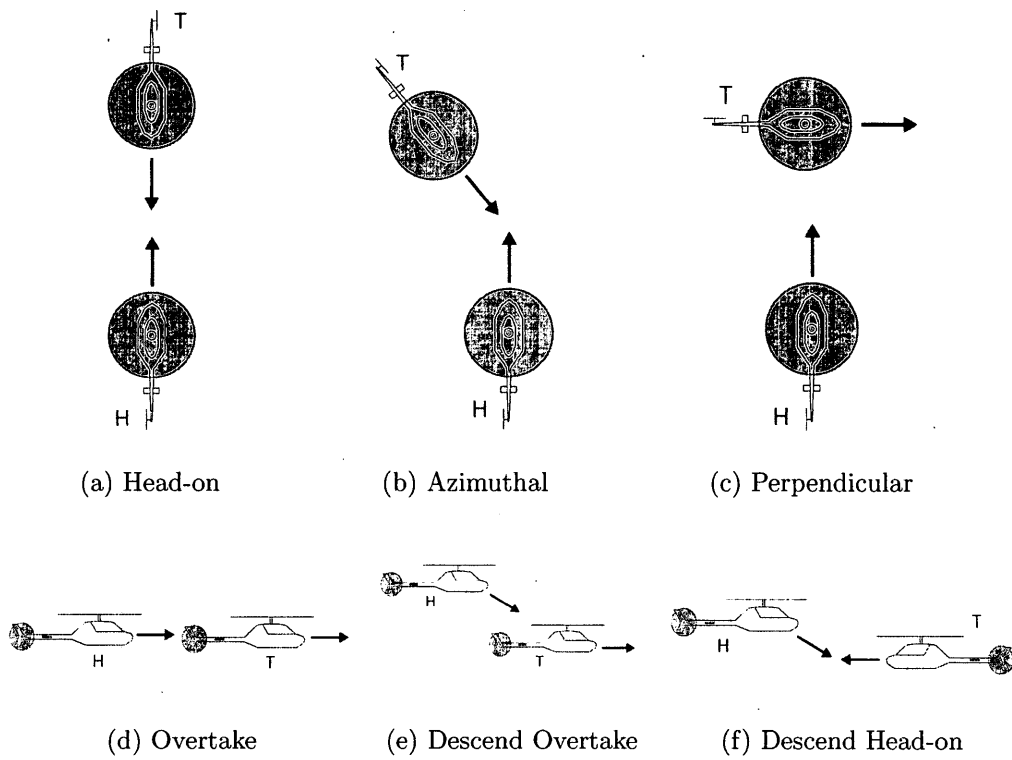 T
T
T
H
H
H
(a) Head-on
(b) Azimuthal
(c) Perpendicular
H
T
H
T
H
T
(d) Overtake
(e) Descend Overtake
(f) Descend Head-on